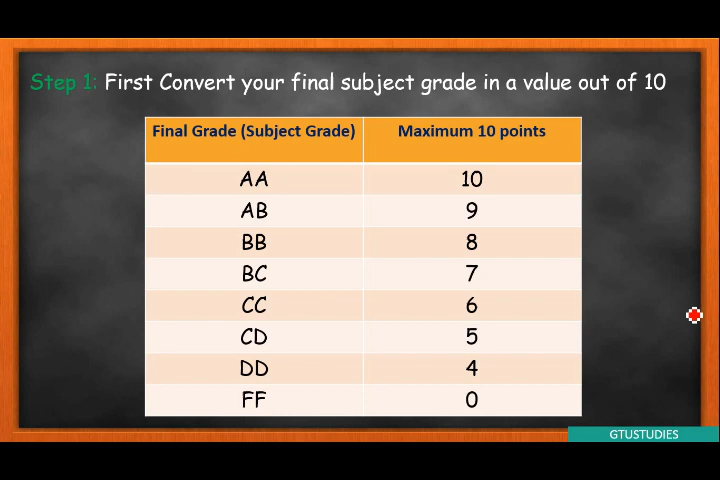 Step 1: First Convert your final subject grade in a value out of 10
Final Grade (Subject Grade) Maximum 10 points
AA 10
AB 9
BB 8
BC 7
CC 6
CD 5
DD 4
FF 0
GTUSTUDIES